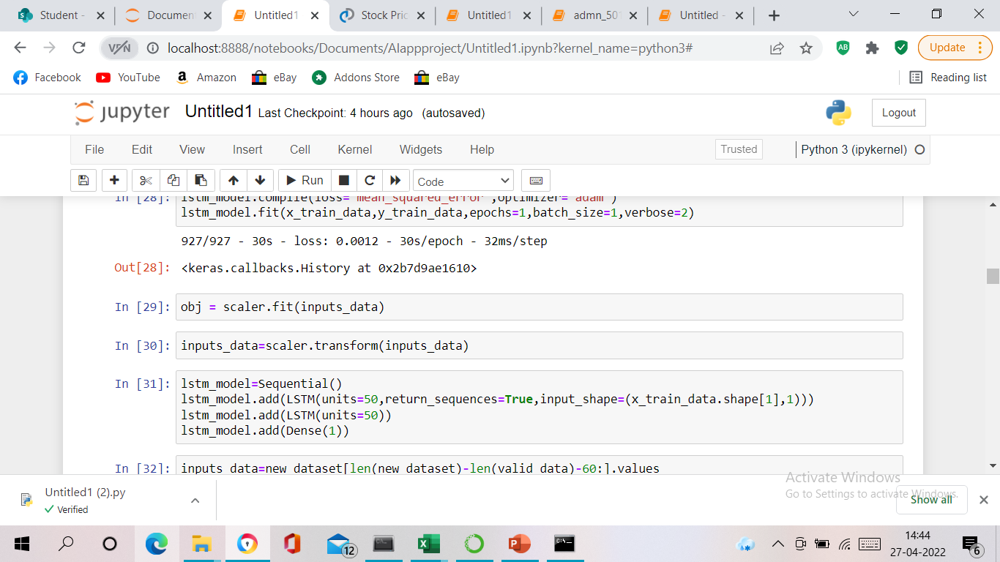 Student - Documen Untitled1 Stock Pric Untitled1 admn_501 Untitled -
VPN localhost:8888/notebooks/Documents/AIappproject/Untitled1.ipynb?kernel_name=python3# AB Update
Facebook YouTube Amazon eBay Addons Store eBay Reading list
jupyter Untitled1 Last Checkpoint: 4 hours ago (autosaved) Logout
File Edit View Insert Cell Kernel Widgets Help Trusted Python 3 (ipykernel)
Run Code
In [28]: lstm_model.compile(loss='mean_squared_error',optimizer='adam')
lstm_model.fit(x_train_data,y_train_data,epochs=1,batch_size=1,verbose=2)
927/927 - 30s - loss: 0.0012 - 30s/epoch - 32ms/step
Out[28]: <keras.callbacks.History at 0x2b7d9ae1610>
In [29]: obj = scaler.fit(inputs_data)
In [30]: inputs_data=scaler.transform(inputs_data)
In [31]: lstm_model=Sequential()
lstm_model.add(LSTM(units=50,return_sequences=True,input_shape=(x_train_data.shape[1],1)))
lstm_model.add(LSTM(units=50))
lstm_model.add(Dense(1))
In [32]: inputs_data=new_dataset[len(new_dataset)-len(valid_data)-60:].values
Activate Windows
Go to Settings to activate Windows.
Untitled1 (2).py
Verified
Show all
12
14:44
27-04-2022
6